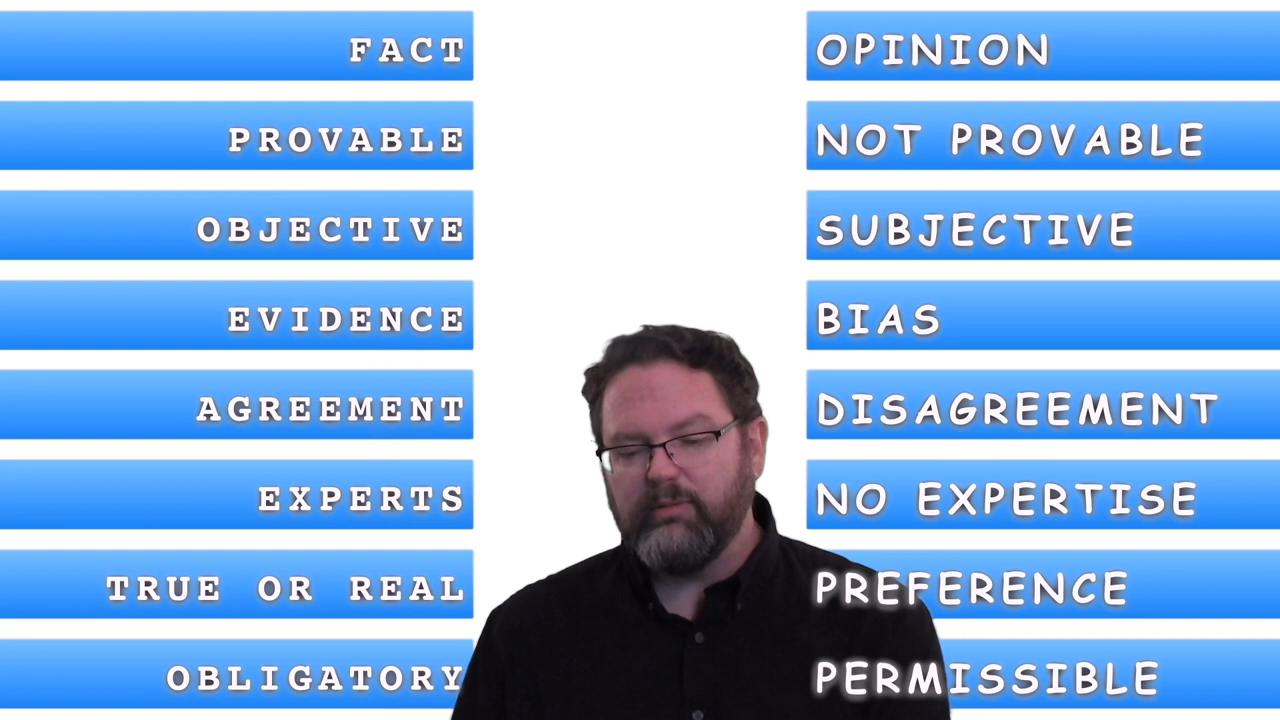 FACT
OPINION
PROVABLE
NOT PROVABLE
OBJECTIVE
SUBJECTIVE
EVIDENCE
BIAS
AGREEMENT
DISAGREEMENT
EXPERTS
NO EXPERTISE
TRUE OR REAL
PREFERENCE
OBLIGATORY
PERMISSIBLE